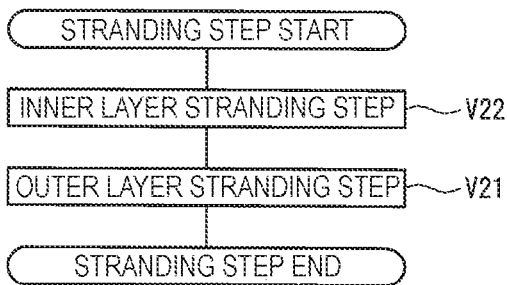 STRANDING STEP START
INNER LAYER STRANDING STEP V22
OUTER LAYER STRANDING STEP V21
STRANDING STEP END